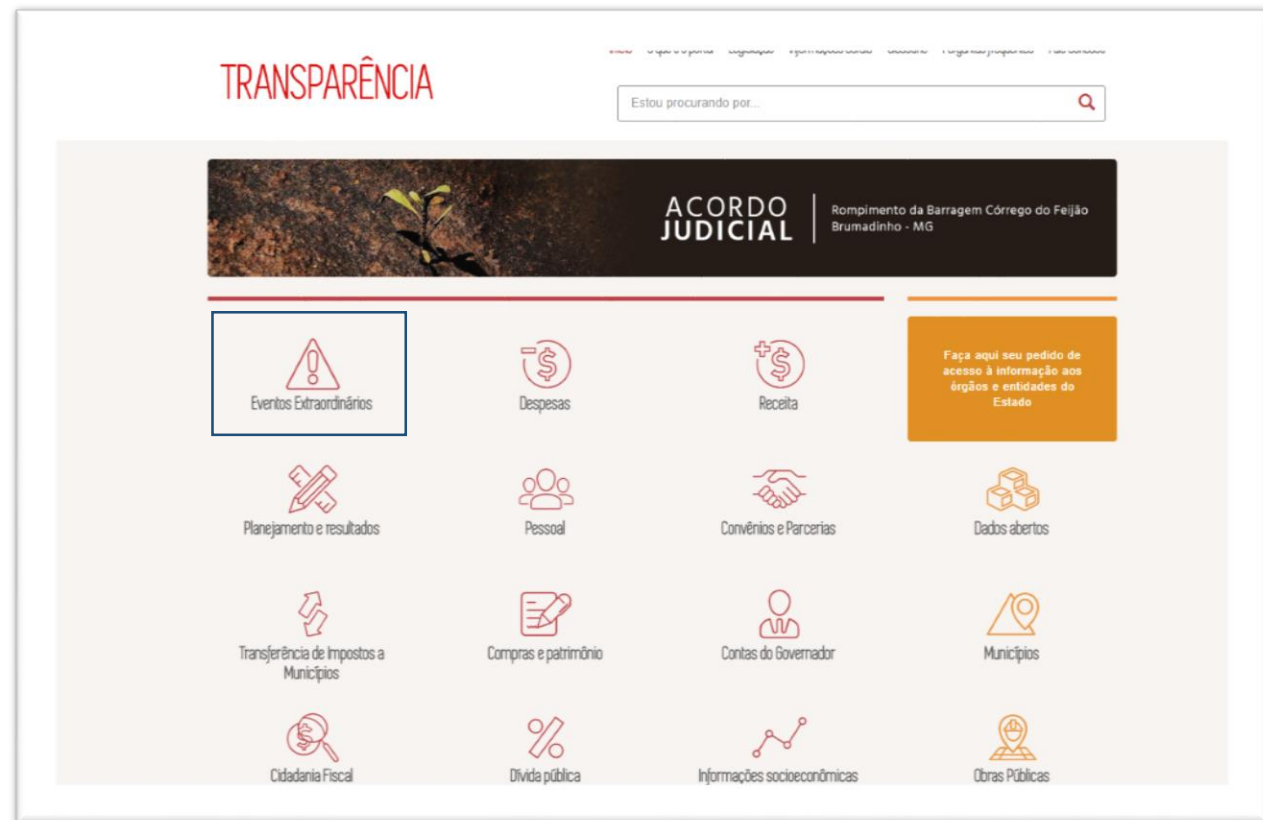 TRANSPARÊNCIA
Estou procurando por...
ACORDO
JUDICIAL
Rompimento da Barragem Córrego do Feijão
Brumadinho - MG
Eventos Extraordinários
Despesas
Receita
Faça aqui seu pedido de
acesso à informação aos
órgãos e entidades do
Estado
Planejamento e resultados
Pessoal
Convênios e Parcerias
Dados abertos
Transferência de Impostos a
Municípios
Compras e patrimônio
Contas do Governador
Municípios
Cidadania Fiscal
Dívida pública
Informações socioeconômicas
Obras Públicas